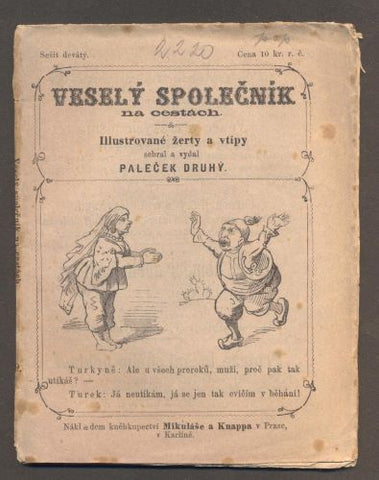 Sešit devátý.
2220
Cena 10 kr. r. č.
VESELÝ SPOLEČNÍK
na cestách.
Illustrované žerty a vtipy
sebral a vydal
PALEČEK DRUHÝ.
Turkyně: Ale u všech proroků, muži, proč pak tak
utíkáš? —
Turek: Já neutíkám, já se jen tak cvičím v běhání!
Nákladem kněhkupectví Mikuláše a Knappa v Praze,
v Karlíně.